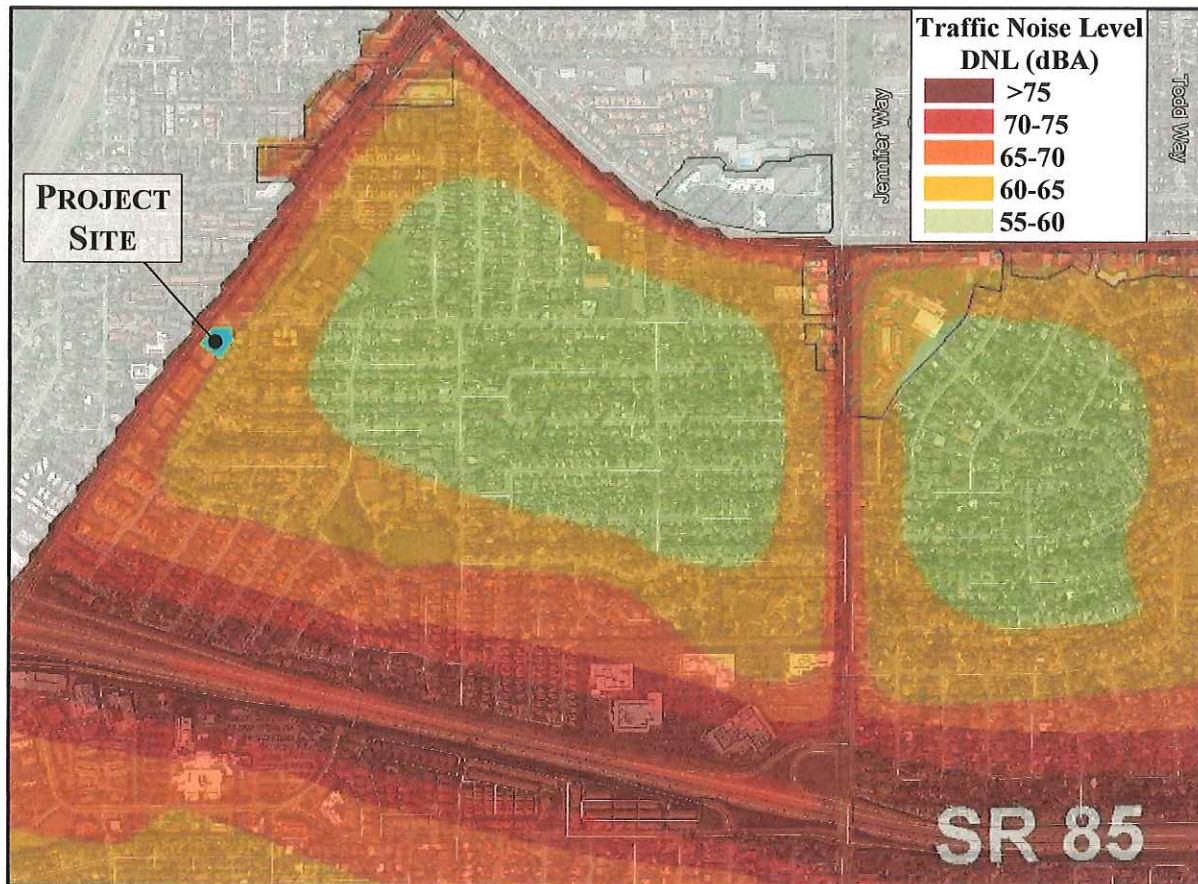 Traffic Noise Level
DNL (dBA)
>75
70-75
65-70
60-65
55-60
Jennifer Way
Todd Way
PROJECT
SITE
SR 85